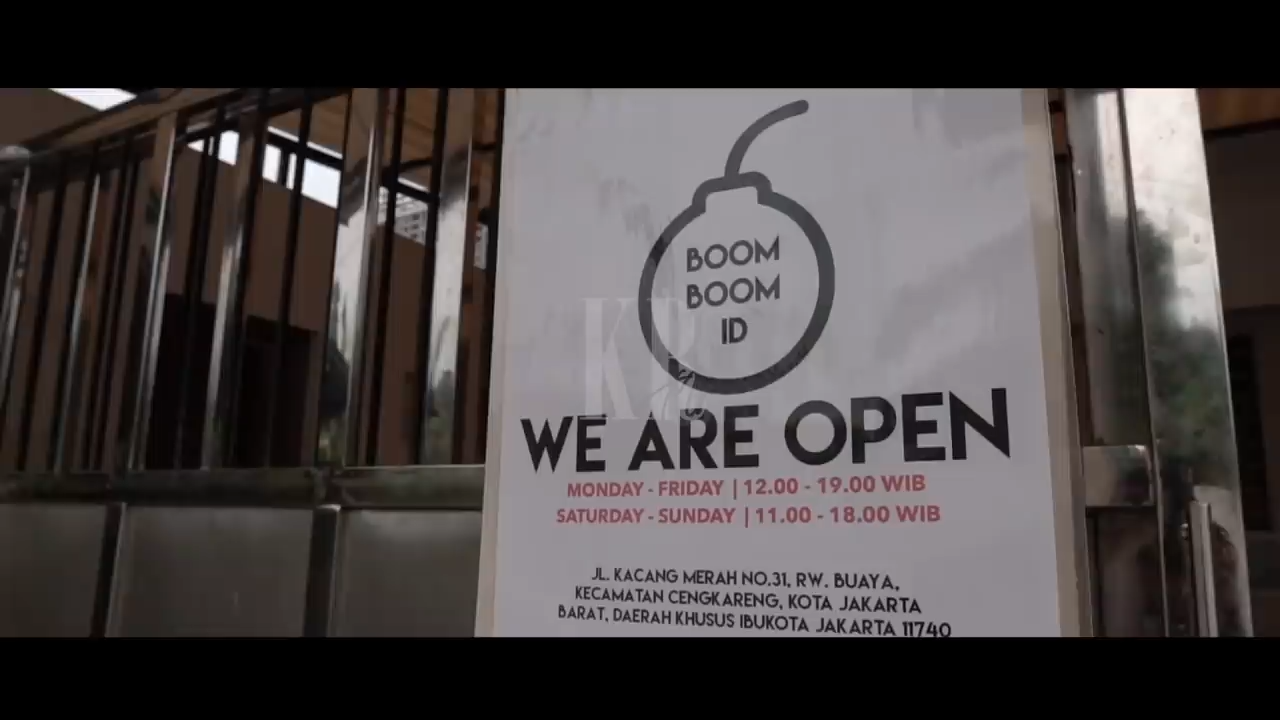 BOOM
BOOM
ID
WE ARE OPEN
MONDAY - FRIDAY | 12.00 - 19.00 WIB
SATURDAY - SUNDAY | 11.00 - 18.00 WIB
JL. KACANG MERAH NO.31, RW. BUAYA,
KECAMATAN CENGKARENG, KOTA JAKARTA
BARAT, DAERAH KHUSUS IBUKOTA JAKARTA 11740